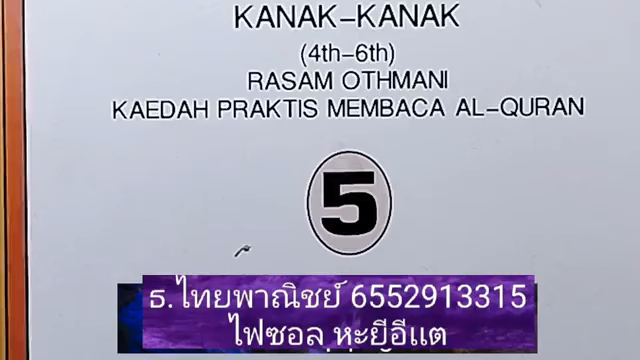 KANAK-KANAK
(4th-6th)
RASAM OTHMANI
KAEDAH PRAKTIS MEMBACA AL-QURAN
5
ธ.ไทยพาณิชย์ 6552913315
ไฟซอล หะยีอีแต